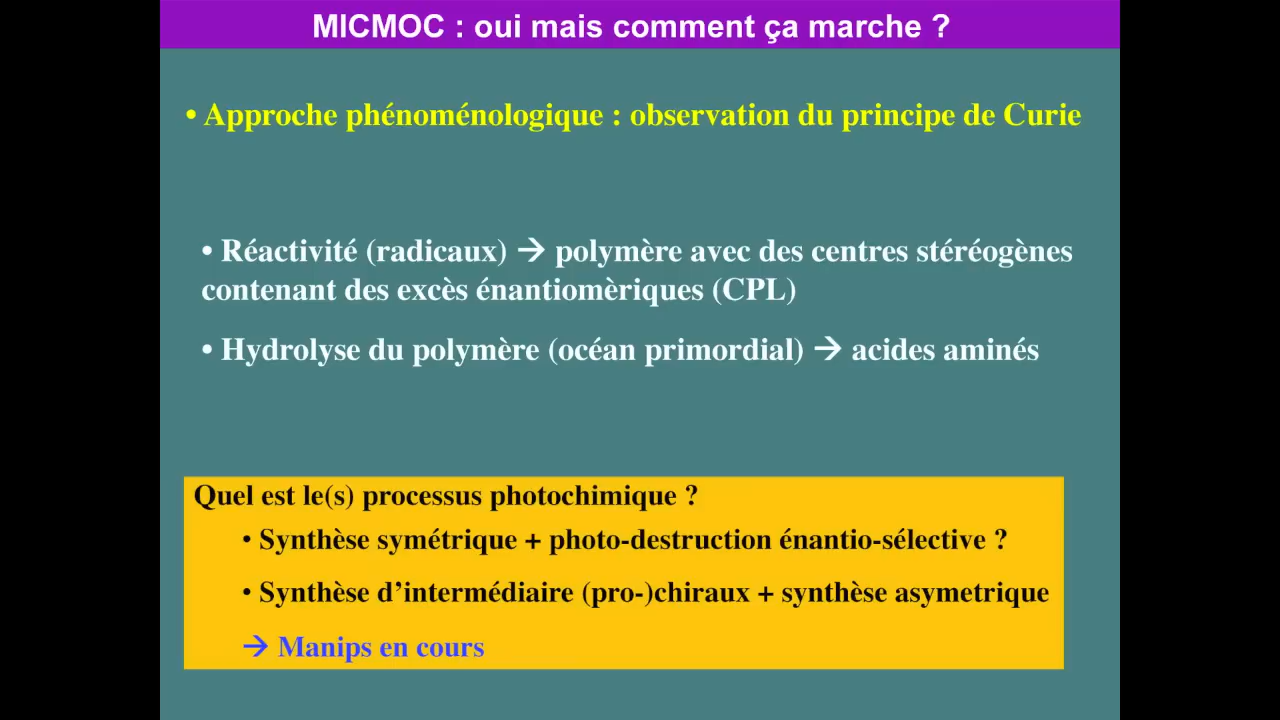 MICMOC : oui mais comment ça marche ?
• Approche phénoménologique : observation du principe de Curie
• Réactivité (radicaux) → polymère avec des centres stéréogènes
contenant des excès énantiomèriques (CPL)
• Hydrolyse du polymère (océan primordial) → acides aminés
Quel est le(s) processus photochimique ?
• Synthèse symétrique + photo-destruction énantio-sélective ?
• Synthèse d’intermédiaire (pro-)chiraux + synthèse asymetrique
→ Manips en cours